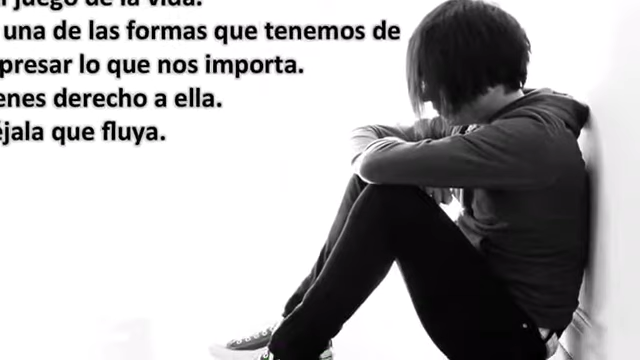 juego de la vida.
una de las formas que tenemos de
presar lo que nos importa.
enes derecho a ella.
éjala que fluya.